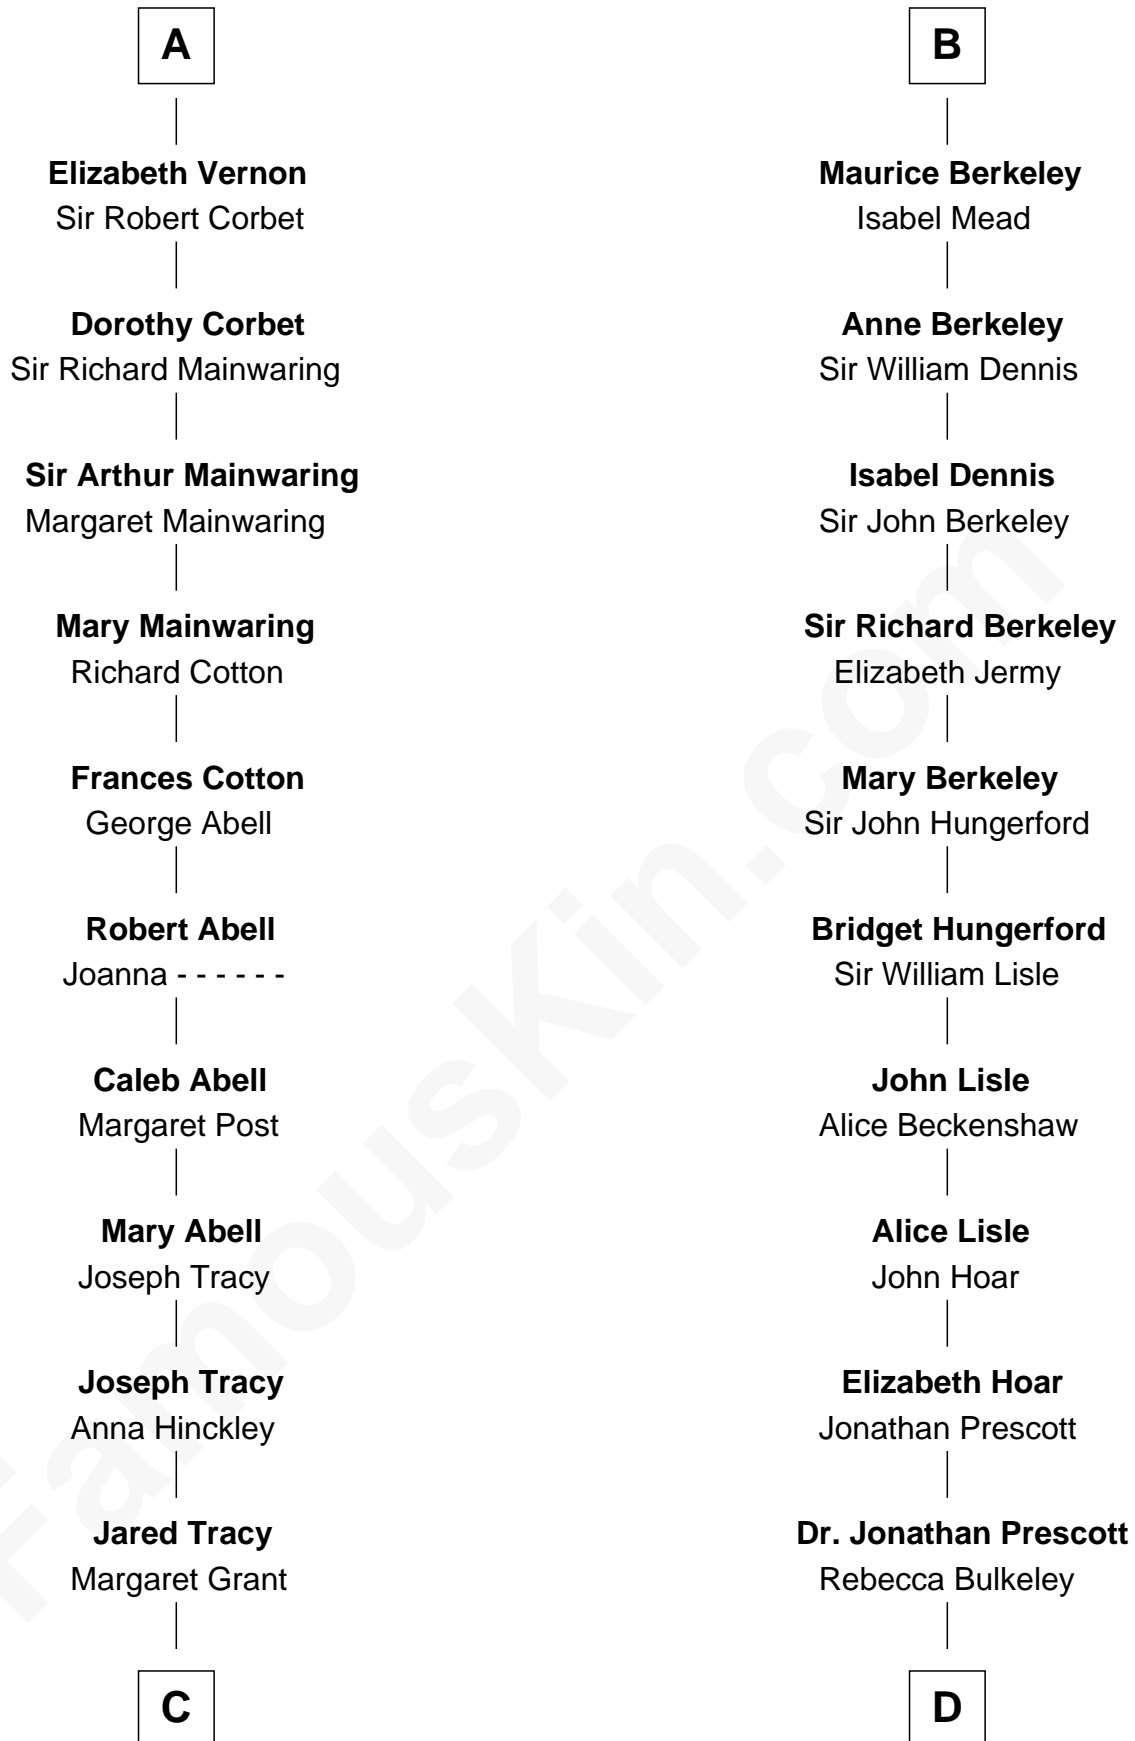 A
Elizabeth Vernon
Sir Robert Corbet
Dorothy Corbet
Sir Richard Mainwaring
Sir Arthur Mainwaring
Margaret Mainwaring
Mary Mainwaring
Richard Cotton
Frances Cotton
George Abell
Robert Abell
Joanna - - - - - -
Caleb Abell
Margaret Post
Mary Abell
Joseph Tracy
Joseph Tracy
Anna Hinckley
Jared Tracy
Margaret Grant
C
B
Maurice Berkeley
Isabel Mead
Anne Berkeley
Sir William Dennis
Isabel Dennis
Sir John Berkeley
Sir Richard Berkeley
Elizabeth Jermy
Mary Berkeley
Sir John Hungerford
Bridget Hungerford
Sir William Lisle
John Lisle
Alice Beckenshaw
Alice Lisle
John Hoar
Elizabeth Hoar
Jonathan Prescott
Dr. Jonathan Prescott
Rebecca Bulkeley
D
FamousKin.com